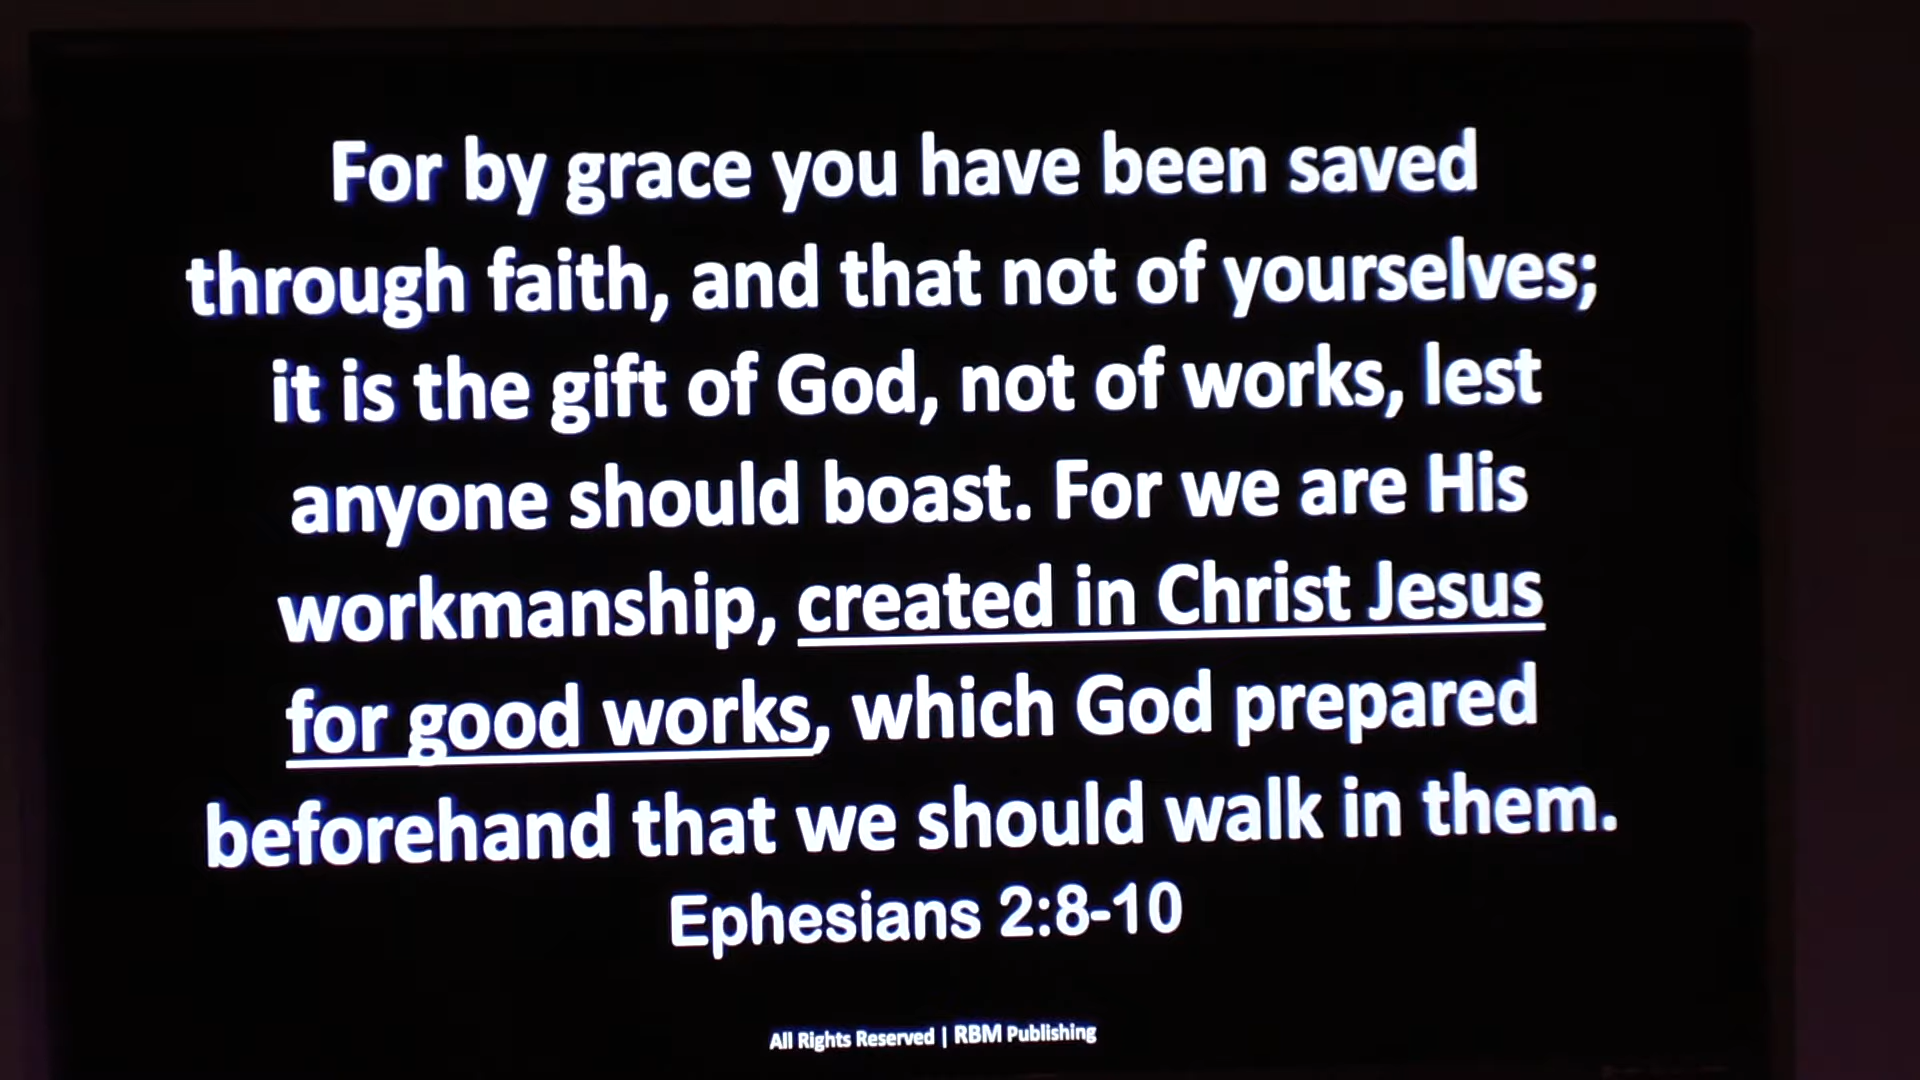 For by grace you have been saved
through faith, and that not of yourselves;
it is the gift of God, not of works, lest
anyone should boast. For we are His
workmanship, created in Christ Jesus
for good works, which God prepared
beforehand that we should walk in them.
Ephesians 2:8-10
All Rights Reserved | RBM Publishing